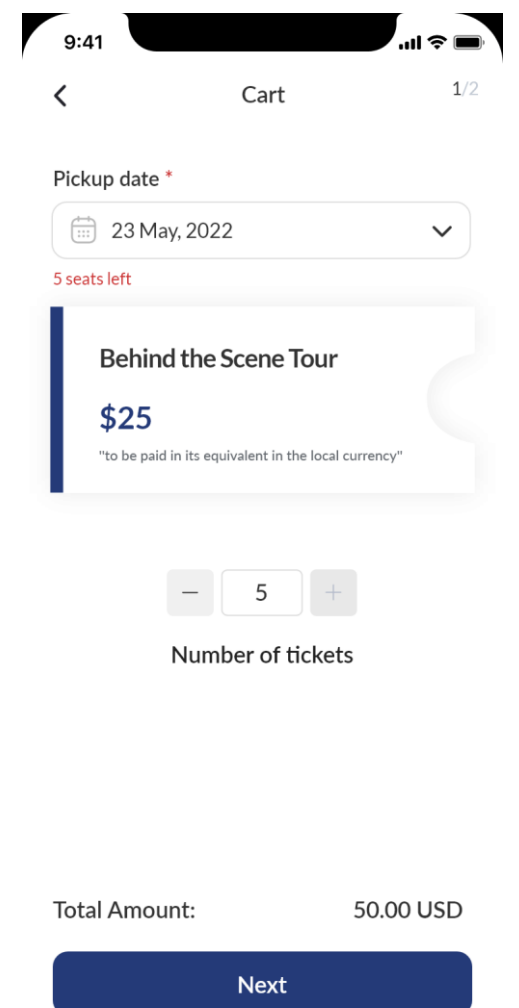 9:41
Cart
1/2
Pickup date *
23 May, 2022
5 seats left
Behind the Scene Tour
$25
"to be paid in its equivalent in the local currency"
− 5 +
Number of tickets
Total Amount: 50.00 USD
Next